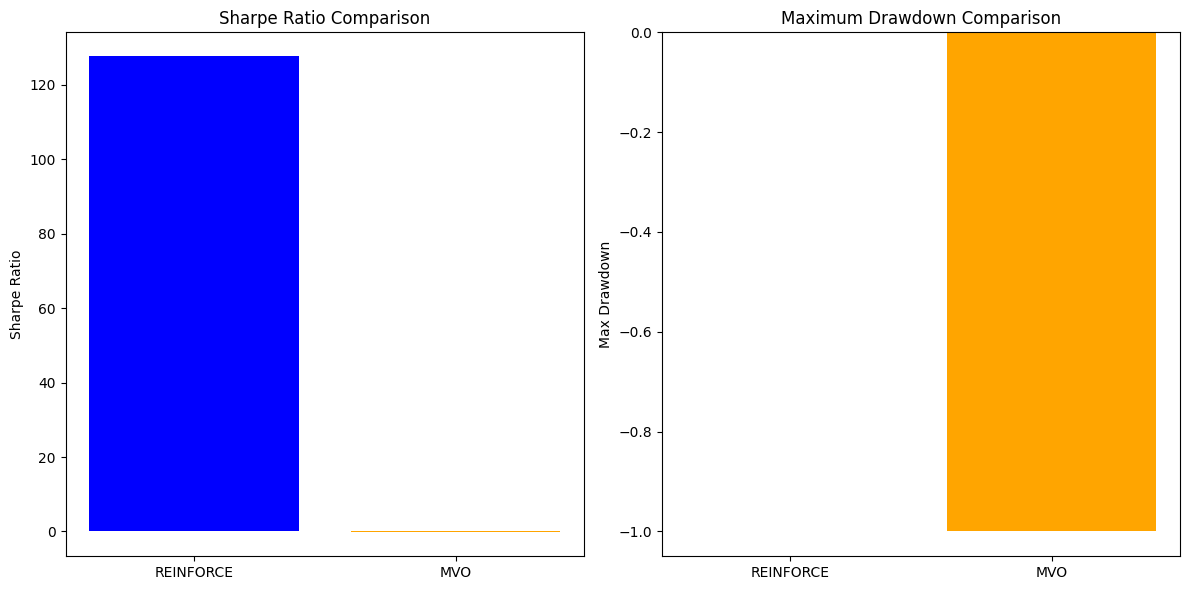 Sharpe Ratio Comparison
120
100
80
60
40
20
0
Sharpe Ratio
REINFORCE MVO
Maximum Drawdown Comparison
0.0
−0.2
−0.4
−0.6
−0.8
−1.0
Max Drawdown
REINFORCE MVO